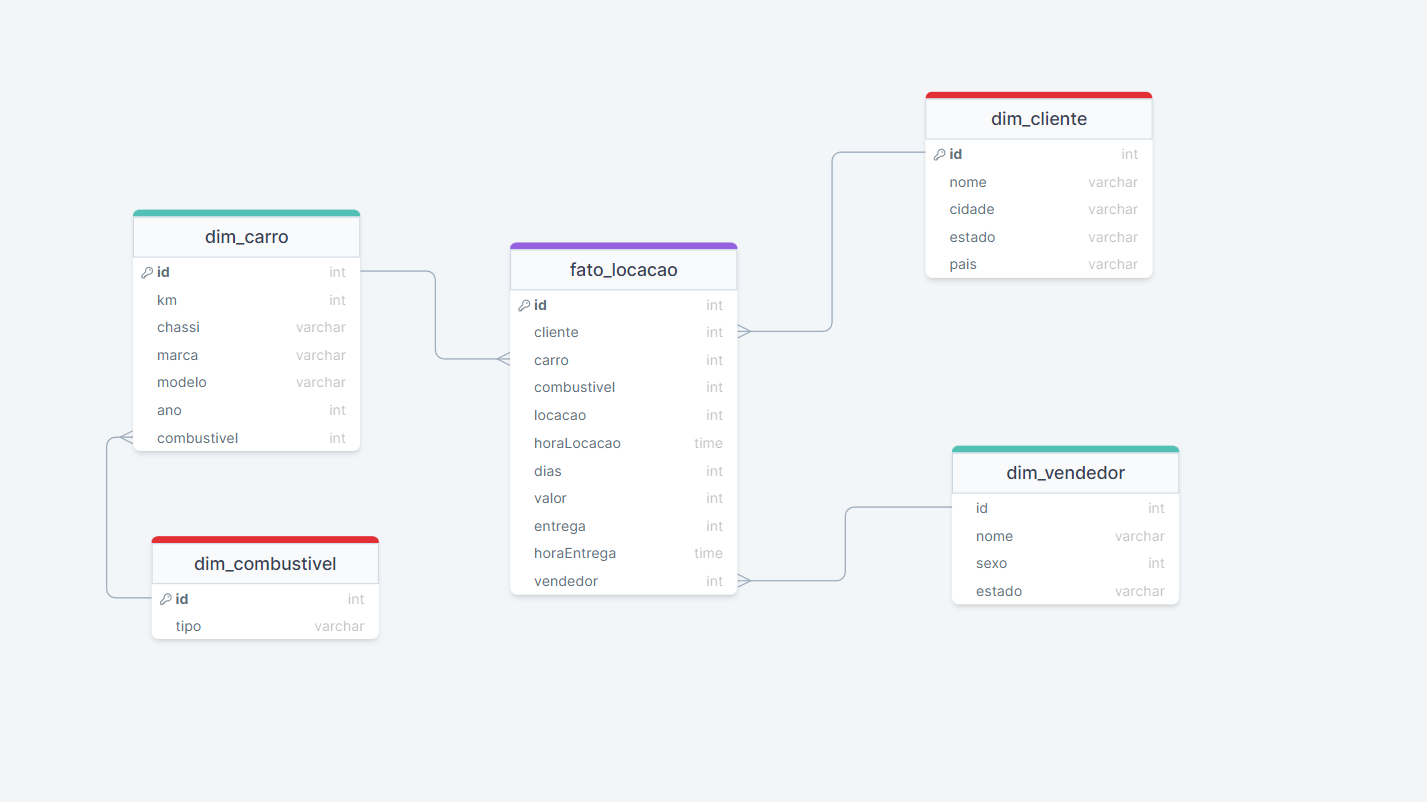 dim_cliente
id int
nome varchar
cidade varchar
estado varchar
pais varchar
dim_carro
id int
km int
chassi varchar
marca varchar
modelo varchar
ano int
combustivel int
fato_locacao
id int
cliente int
carro int
combustivel int
locacao int
horaLocacao time
dias int
valor int
entrega int
horaEntrega time
vendedor int
dim_vendedor
id int
nome varchar
sexo int
estado varchar
dim_combustivel
id int
tipo varchar